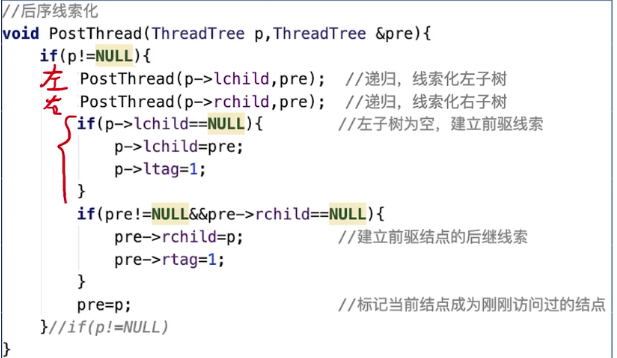 //后序线索化
void PostThread(ThreadTree p,ThreadTree &pre){
    if(p!=NULL){
左      PostThread(p->lchild,pre);  //递归，线索化左子树
右      PostThread(p->rchild,pre);  //递归，线索化右子树
        if(p->lchild==NULL){        //左子树为空，建立前驱线索
            p->lchild=pre;
            p->ltag=1;
        }
        if(pre!=NULL&&pre->rchild==NULL){
            pre->rchild=p;          //建立前驱结点的后继线索
            pre->rtag=1;
        }
        pre=p;                      //标记当前结点成为刚刚访问过的结点
    }//if(p!=NULL)
}